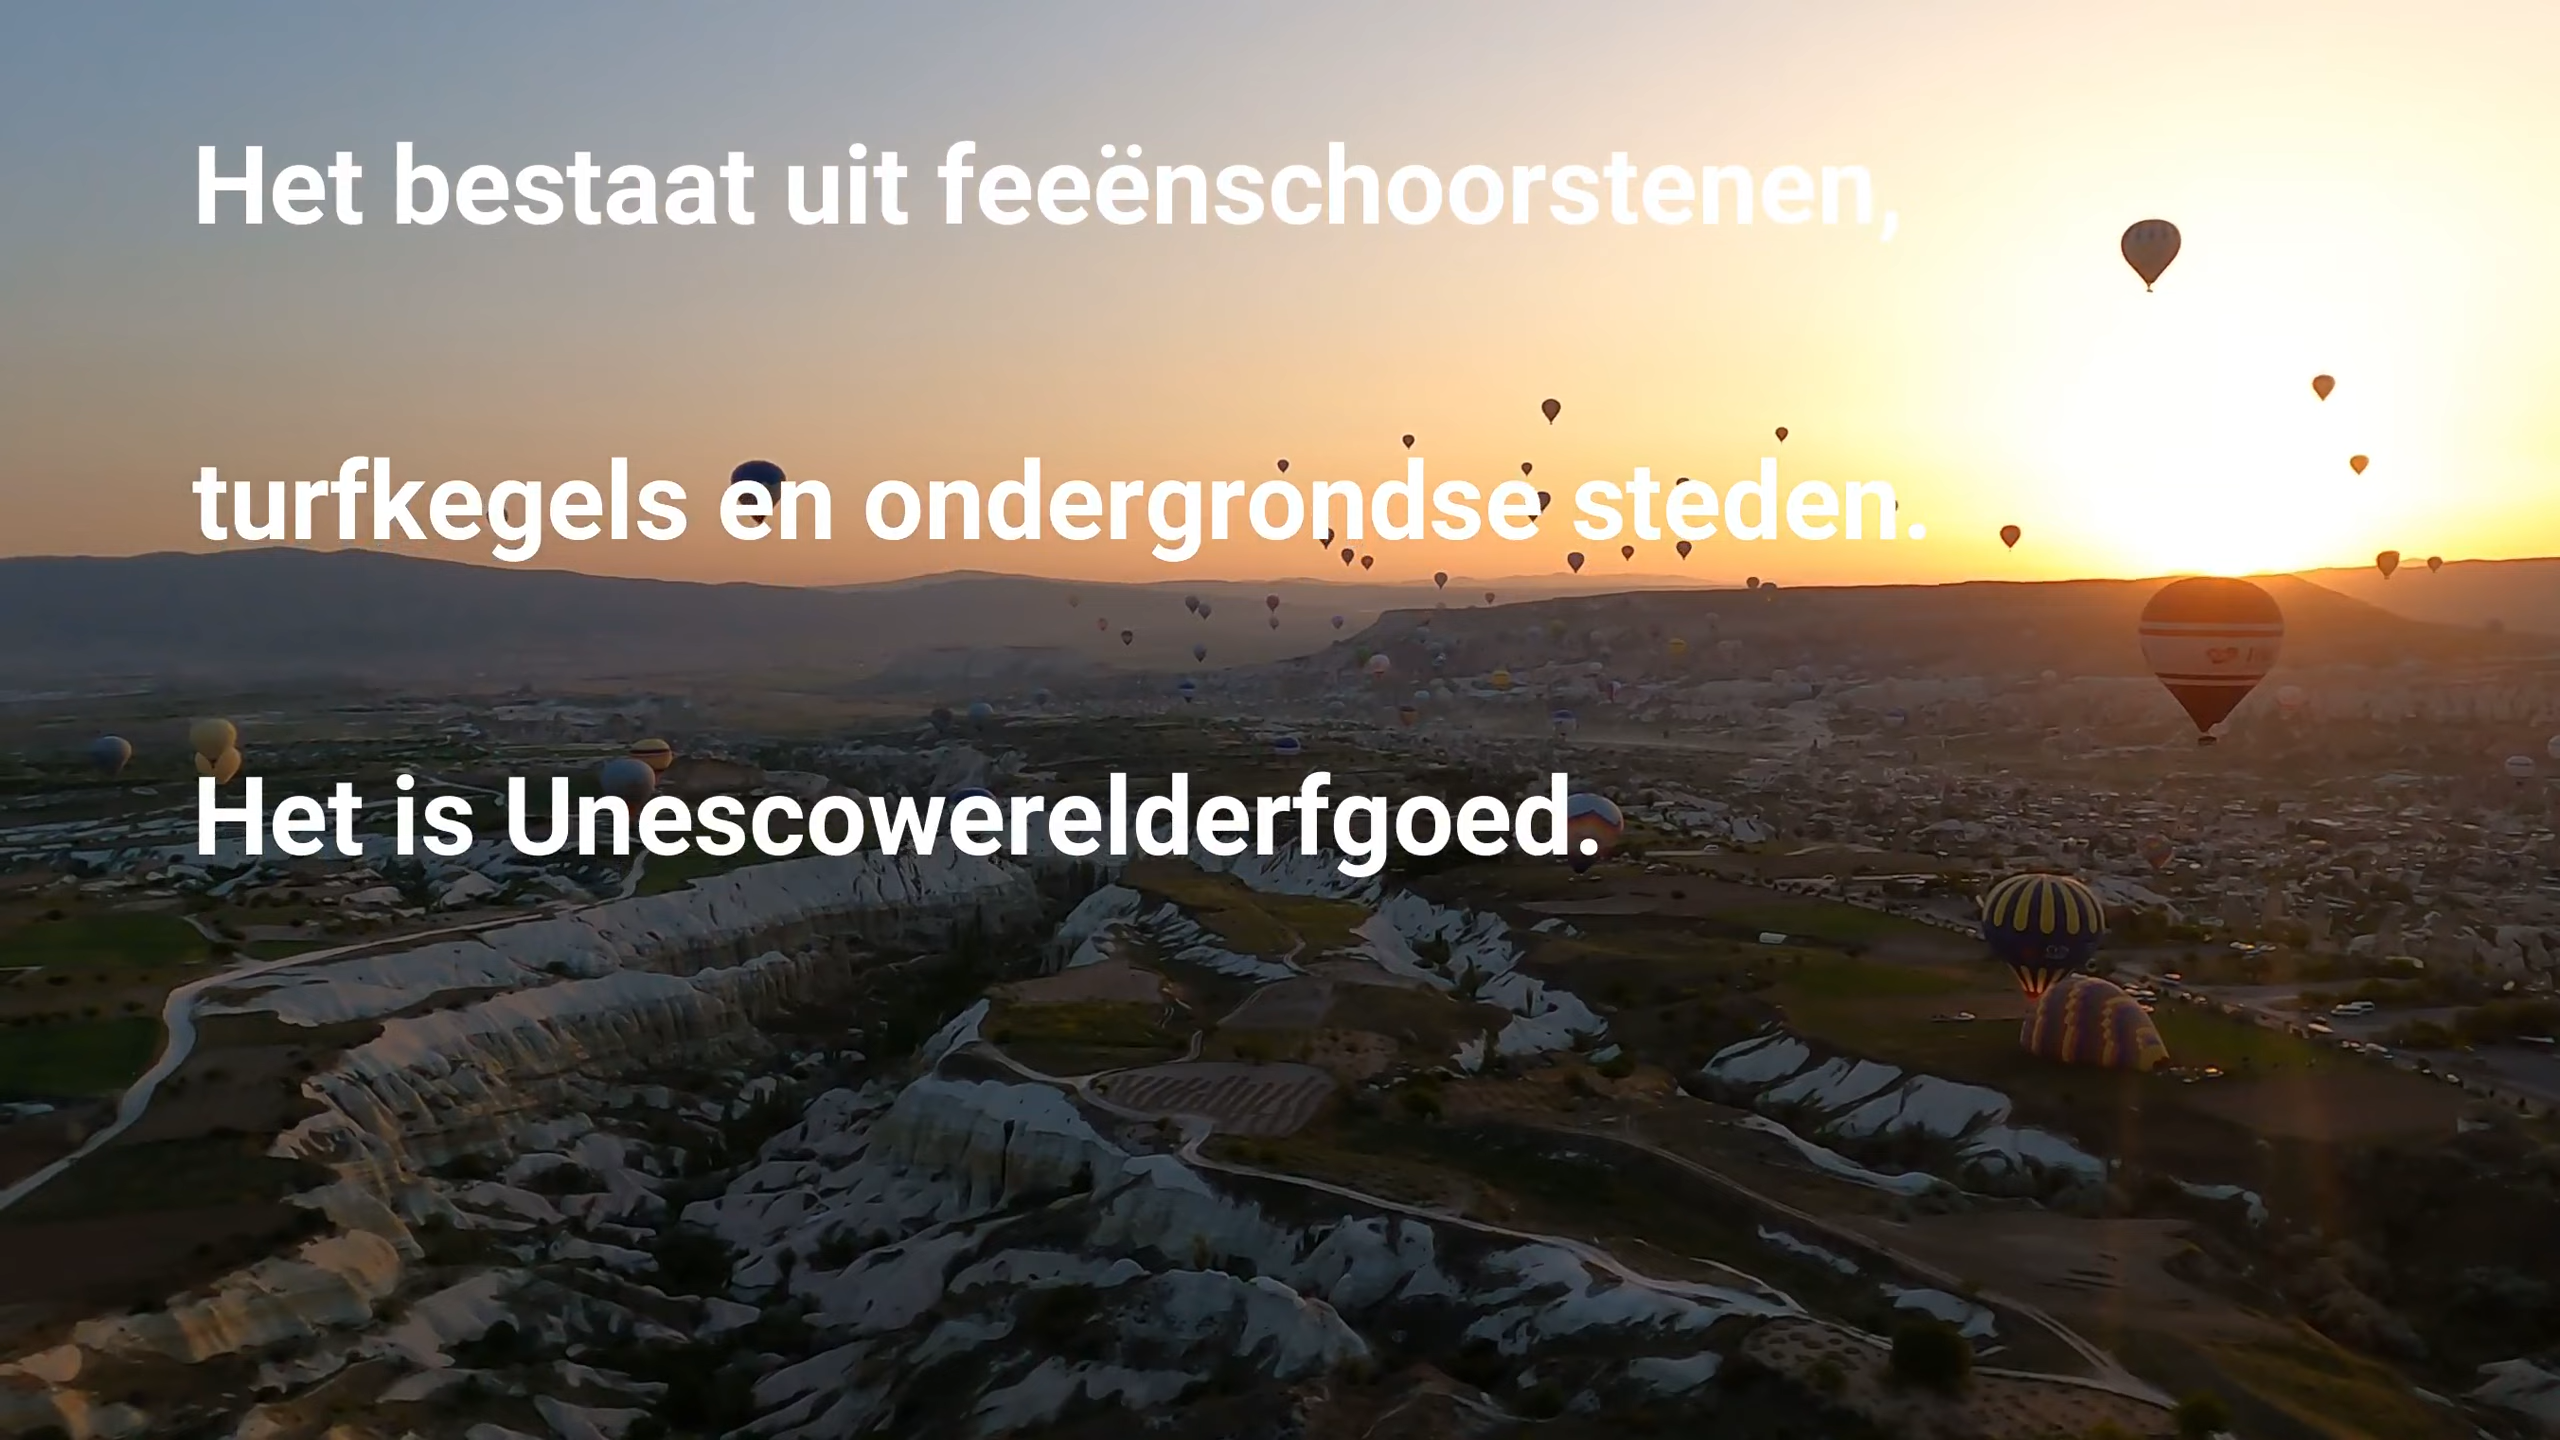 Het bestaat uit feeënschoorstenen,
turfkegels en ondergrondse steden.
Het is Unescowerelderfgoed.